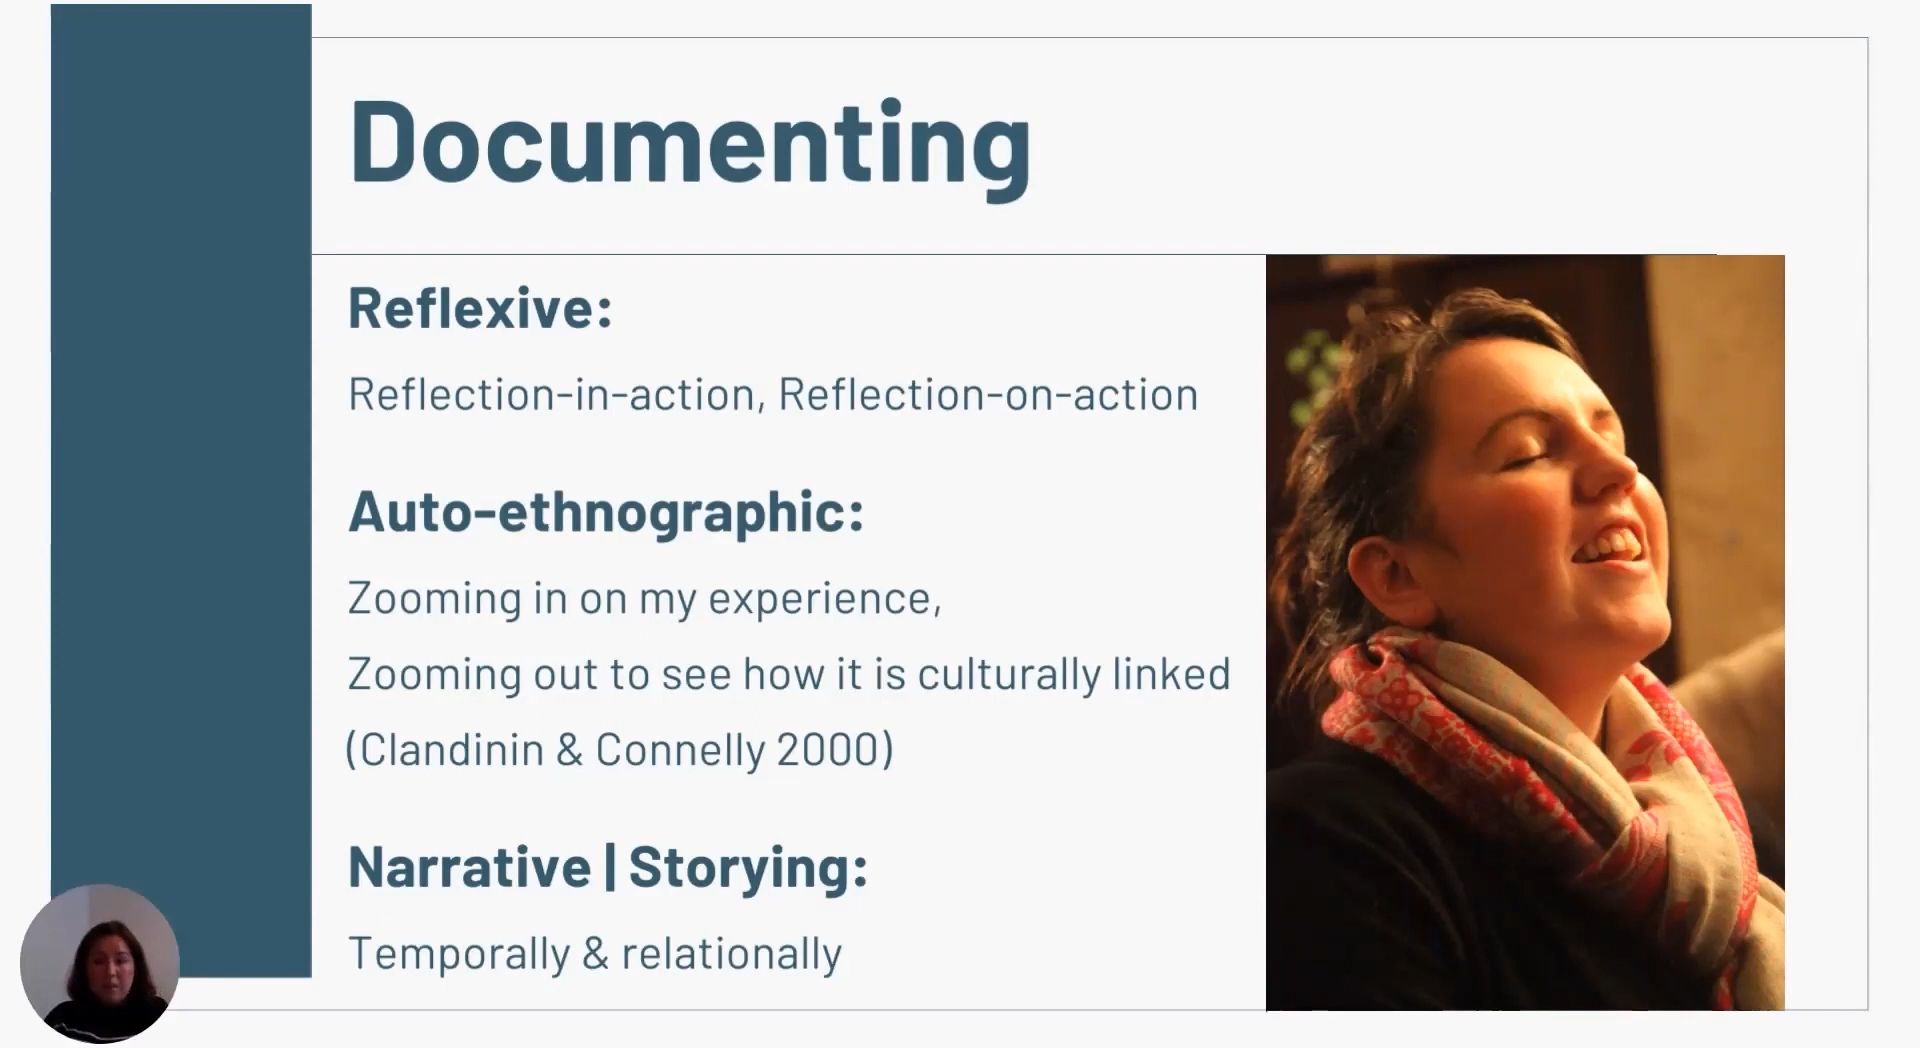 Documenting
Reflexive:
Reflection-in-action, Reflection-on-action
Auto-ethnographic:
Zooming in on my experience,
Zooming out to see how it is culturally linked
(Clandinin & Connelly 2000)
Narrative | Storying:
Temporally & relationally